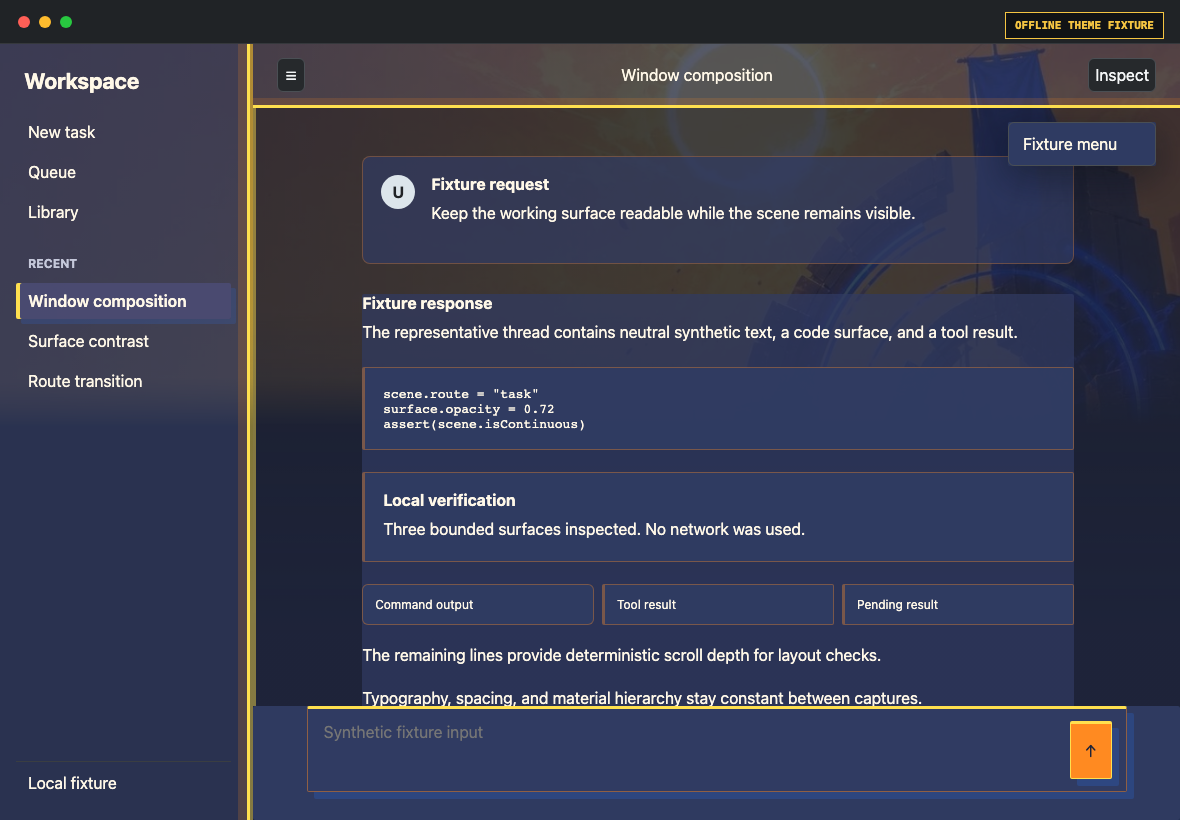 OFFLINE THEME FIXTURE
Workspace
New task
Queue
Library
RECENT
Window composition
Surface contrast
Route transition
Local fixture
Window composition
Inspect
Fixture menu
U
Fixture request
Keep the working surface readable while the scene remains visible.
Fixture response
The representative thread contains neutral synthetic text, a code surface, and a tool result.
scene.route = "task"
surface.opacity = 0.72
assert(scene.isContinuous)
Local verification
Three bounded surfaces inspected. No network was used.
Command output
Tool result
Pending result
The remaining lines provide deterministic scroll depth for layout checks.
Typography, spacing, and material hierarchy stay constant between captures.
Synthetic fixture input